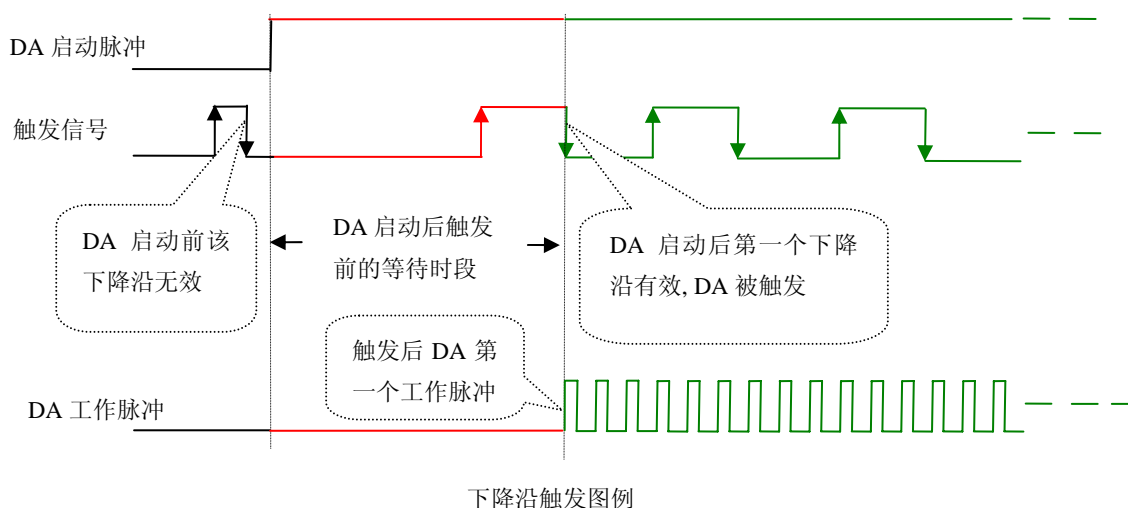 DA 启动脉冲
触发信号
DA 启动前该
下降沿无效
DA 启动后触发
前的等待时段
DA 启动后第一个下降
沿有效, DA 被触发
触发后 DA 第
一个工作脉冲
DA 工作脉冲
下降沿触发图例